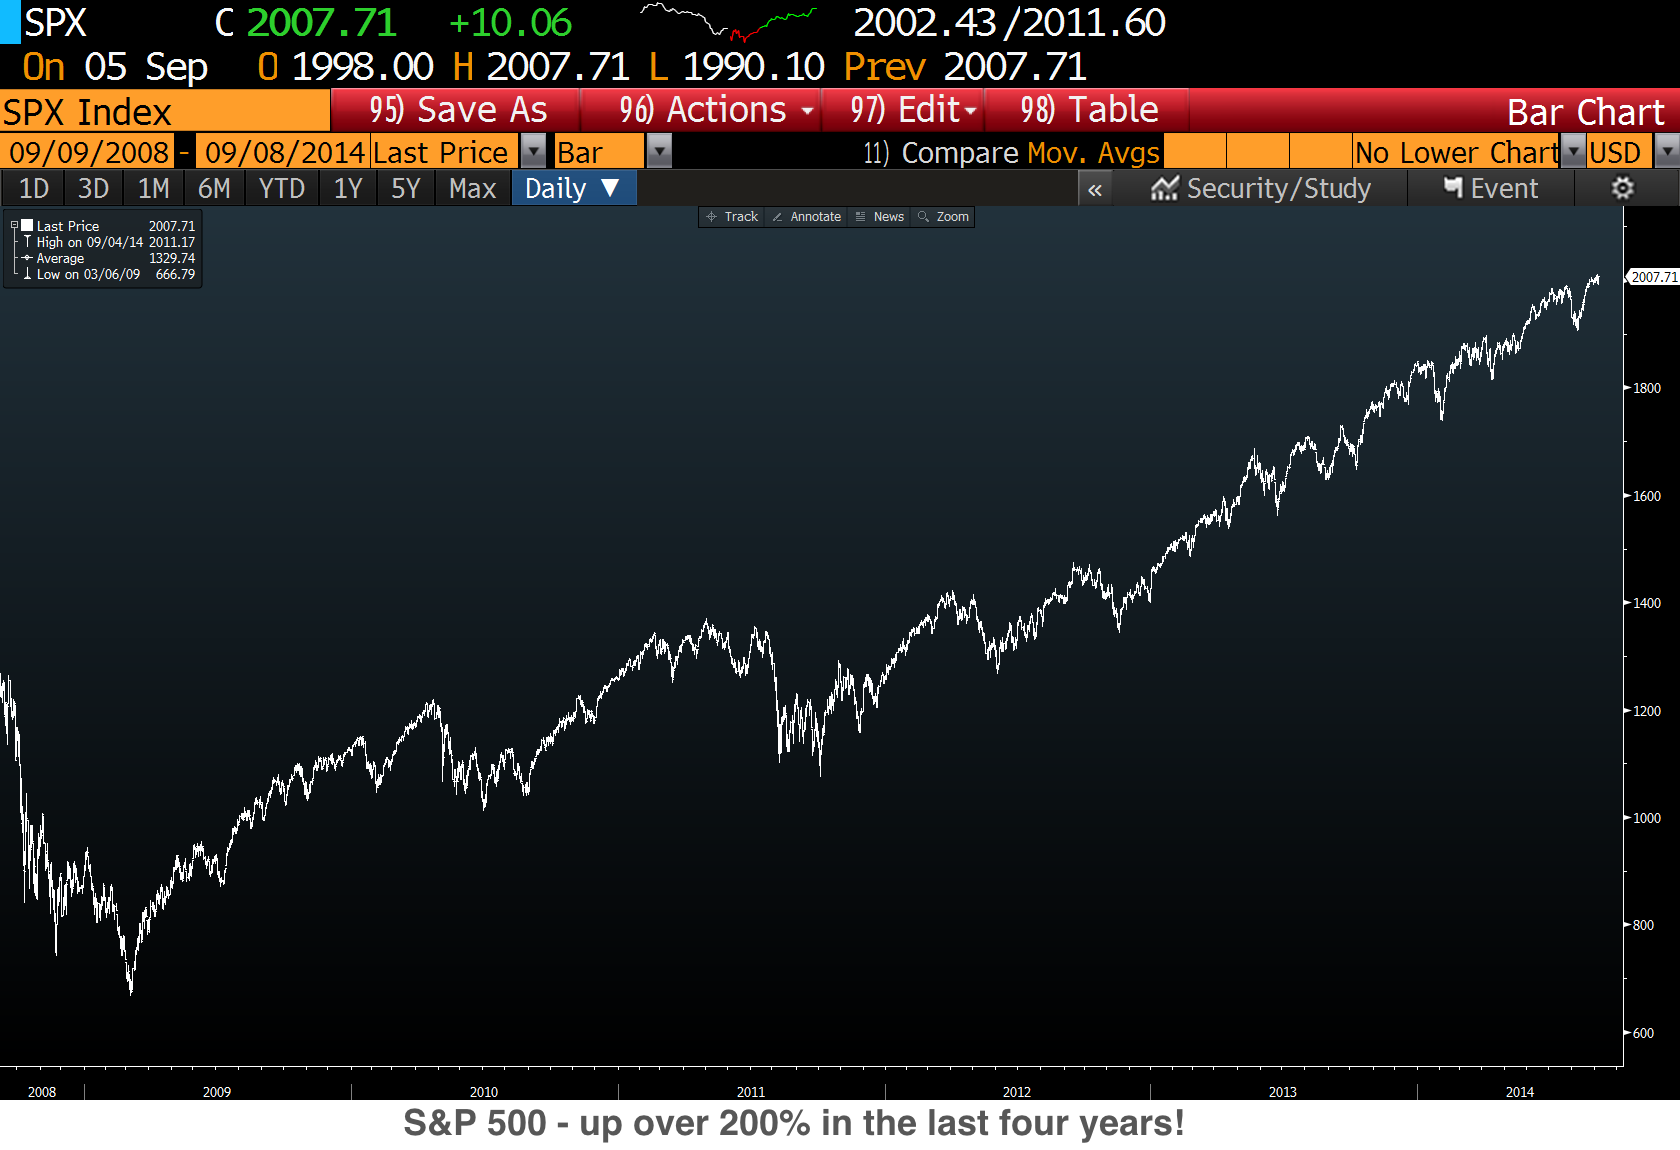 SPX C 2007.71 +10.06 2002.43/2011.60
On 05 Sep O 1998.00 H 2007.71 L 1990.10 Prev 2007.71
SPX Index 95) Save As 96) Actions 97) Edit 98) Table Bar Chart
09/09/2008 - 09/08/2014 Last Price Bar 11) Compare Mov. Avgs No Lower Chart USD
1D 3D 1M 6M YTD 1Y 5Y Max Daily ▼ « Security/Study Event
Track Annotate News Zoom
Last Price 2007.71
High on 09/04/14 2011.17
Average 1329.74
Low on 03/06/09 666.79
2007.71
1800
1600
1400
1200
1000
800
600
2008 2009 2010 2011 2012 2013 2014
S&P 500 - up over 200% in the last four years!